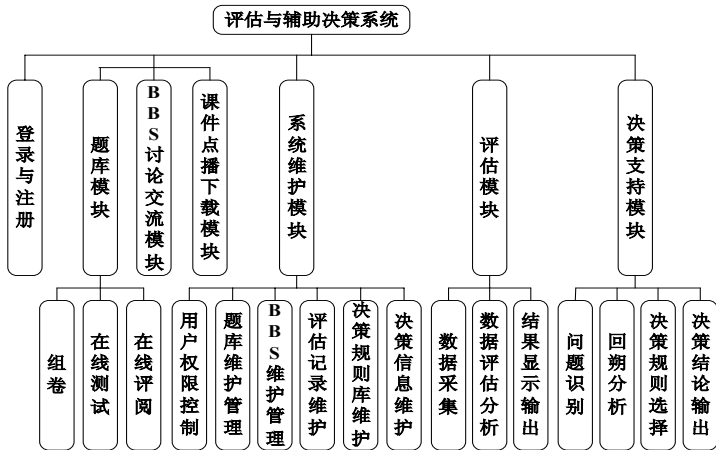 评估与辅助决策系统
登录与注册
题库模块
BBS讨论交流模块
课件点播下载模块
系统维护模块
评估模块
决策支持模块
组卷
在线测试
在线评阅
用户权限控制
题库维护管理
BBS维护管理
评估记录维护
决策规则库维护
决策信息维护
数据采集
数据评估分析
结果显示输出
问题识别
回朔分析
决策规则选择
决策结论输出